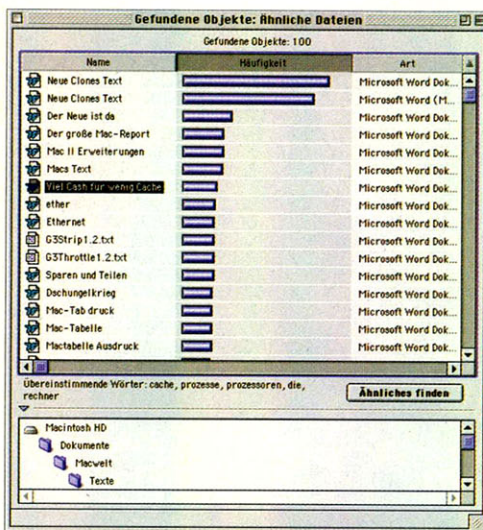 Gefundene Objekte: Ähnliche Dateien
Gefundene Objekte: 100
Name Häufigkeit Art
Neue Clones Text Microsoft Word Dok...
Neue Clones Text Microsoft Word (M...
Der Neue ist da Microsoft Word Dok...
Der große Mac-Report Microsoft Word Dok...
Mac II Erweiterungen Microsoft Word Dok...
Macs Text Microsoft Word Dok...
Viel Cash für wenig Cache Microsoft Word Dok...
ether Microsoft Word Dok...
Ethernet Microsoft Word Dok...
G3Strip1.2.txt Microsoft Word Dok...
G3Throttle1.2.txt Microsoft Word Dok...
Sparen und Teilen Microsoft Word Dok...
Dschungelkrieg Microsoft Word Dok...
Mac-Tab druck Microsoft Word Dok...
Mac-Tabelle Microsoft Word Dok...
Mactabelle Ausdruck Microsoft Word Dok...
Übereinstimmende Wörter: cache, prozesse, prozessoren, die,
rechner
Ähnliches finden
Macintosh HD
Dokumente
Macwelt
Texte